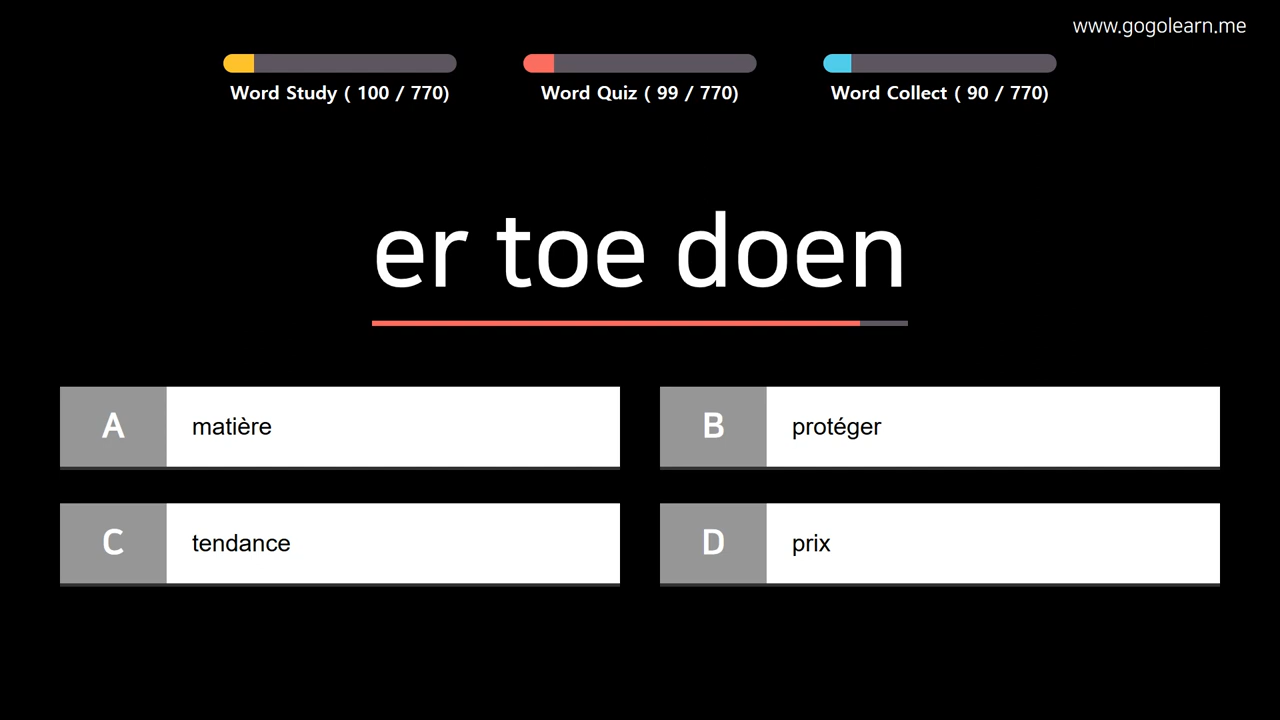 www.gogolearn.me
Word Study ( 100 / 770)
Word Quiz ( 99 / 770)
Word Collect ( 90 / 770)
er toe doen
A matière
B protéger
C tendance
D prix